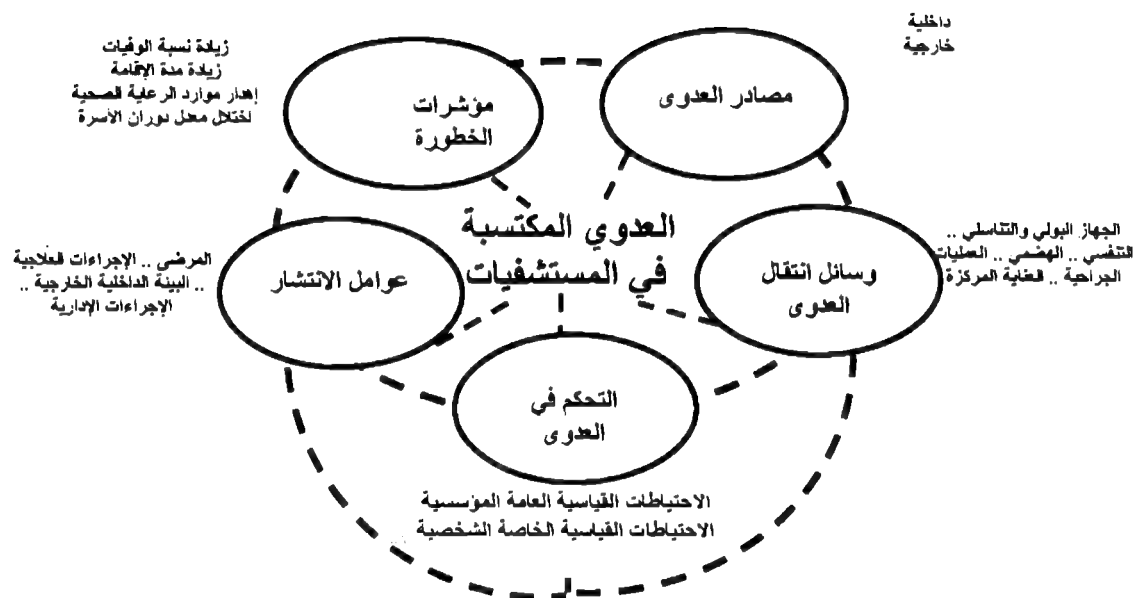 داخلية
خارجية
مصادر العدوى
زيادة نسبة الوفيات
زيادة مدة الإقامة
إهدار موارد الرعاية الصحية
اختلال معدل دوران الأسرة
مؤشرات
الخطورة
العدوي المكتسبة
في المستشفيات
الجهاز البولي والتناسلي ..
التنفسي .. الهضمي .. العمليات
الجراحية .. العناية المركزة
وسائل انتقال
العدوى
عوامل الانتشار
المرضى .. الإجراءات العلاجية
.. البيئة الداخلية الخارجية ..
الإجراءات الإدارية
التحكم في
العدوى
الاحتياطات القياسية العامة المؤسسية
الاحتياطات القياسية الخاصة الشخصية